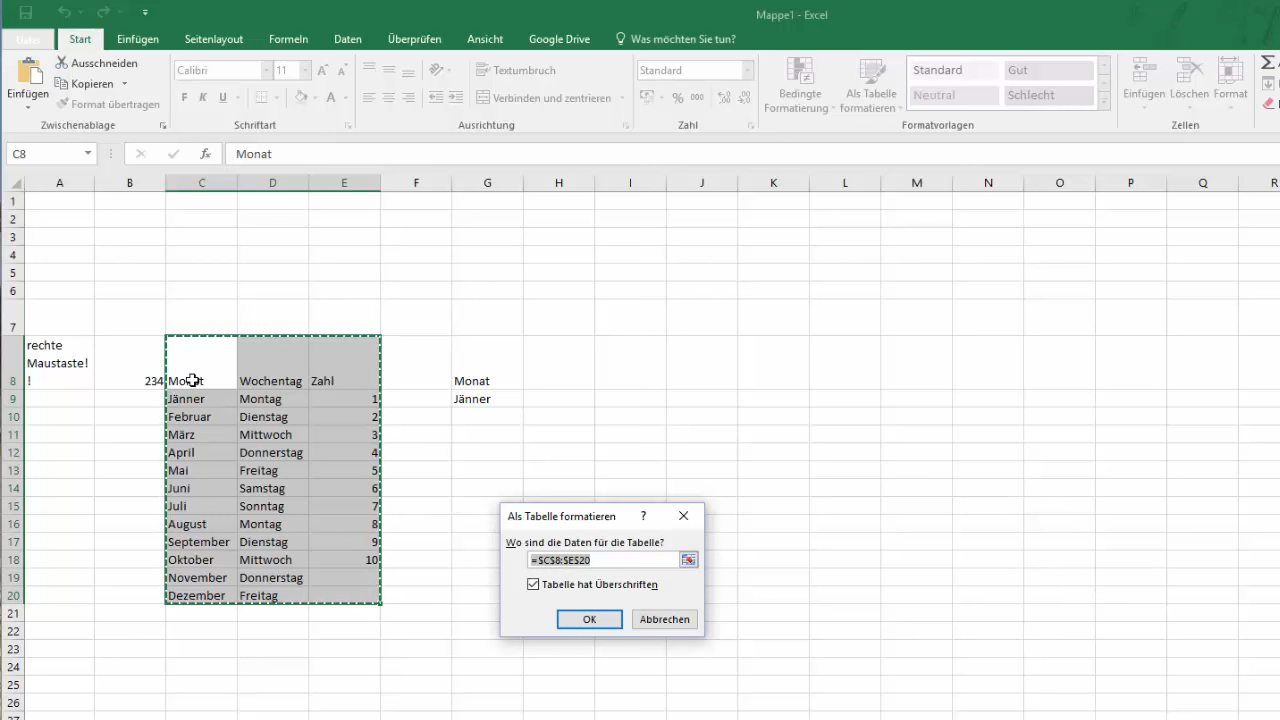 Mappe1 - Excel
Datei Start Einfügen Seitenlayout Formeln Daten Überprüfen Ansicht Google Drive Was möchten Sie tun?
Einfügen
Ausschneiden
Kopieren
Format übertragen
Zwischenablage
Calibri 11
F K U
Schriftart
Textumbruch
Verbinden und zentrieren
Ausrichtung
Standard
% 000
Zahl
Bedingte
Formatierung
Als Tabelle
formatieren
Standard Gut
Neutral Schlecht
Formatvorlagen
Einfügen Löschen Format
Zellen
C8 fx Monat
A B C D E F G H I J K L M N O P Q R
1
2
3
4
5
6
7
rechte
Maustaste!
8 ! 234 Monat Wochentag Zahl Monat
9 Jänner Montag 1 Jänner
10 Februar Dienstag 2
11 März Mittwoch 3
12 April Donnerstag 4
13 Mai Freitag 5
14 Juni Samstag 6
15 Juli Sonntag 7
16 August Montag 8
17 September Dienstag 9
18 Oktober Mittwoch 10
19 November Donnerstag
20 Dezember Freitag
21
22
23
24
25
26
27
Als Tabelle formatieren ?
Wo sind die Daten für die Tabelle?
=$C$8:$E$20
Tabelle hat Überschriften
OK Abbrechen